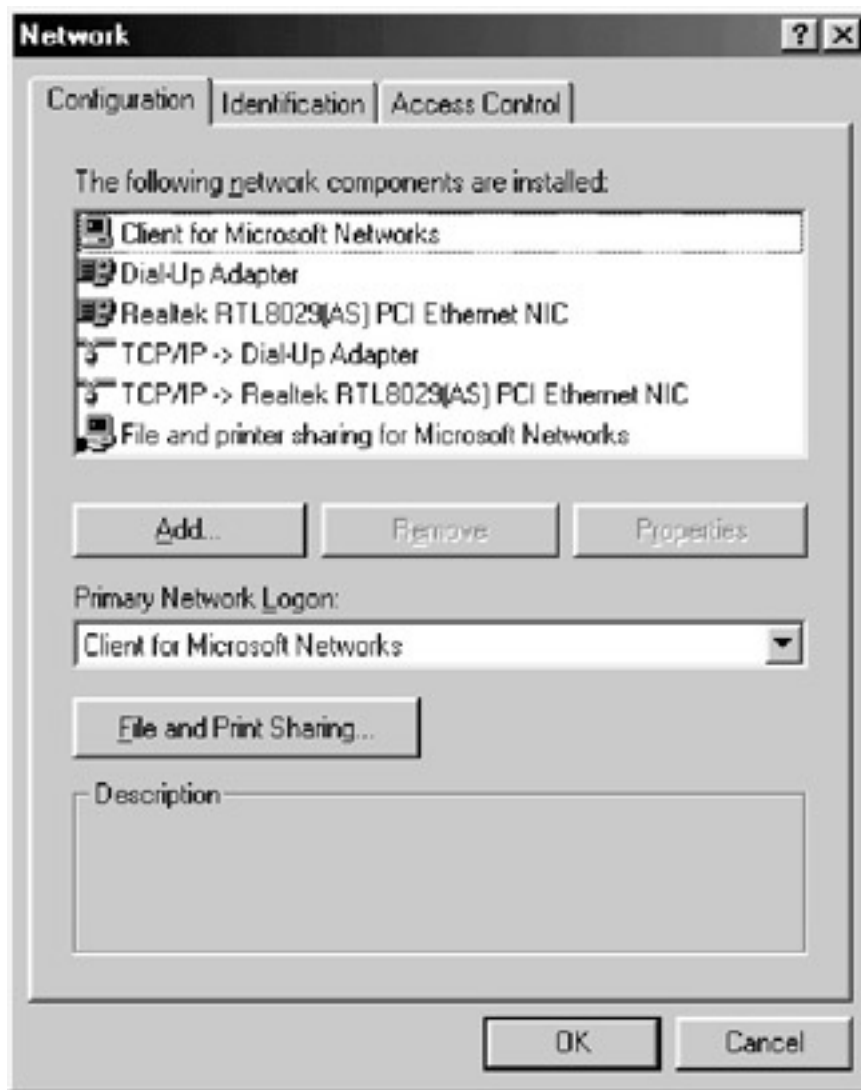 Network
Configuration Identification Access Control
The following network components are installed:
Client for Microsoft Networks
Dial-Up Adapter
Realtek RTL8029(AS) PCI Ethernet NIC
TCP/IP -> Dial-Up Adapter
TCP/IP -> Realtek RTL8029(AS) PCI Ethernet NIC
File and printer sharing for Microsoft Networks
Add... Remove Properties
Primary Network Logon:
Client for Microsoft Networks
File and Print Sharing...
Description
OK Cancel